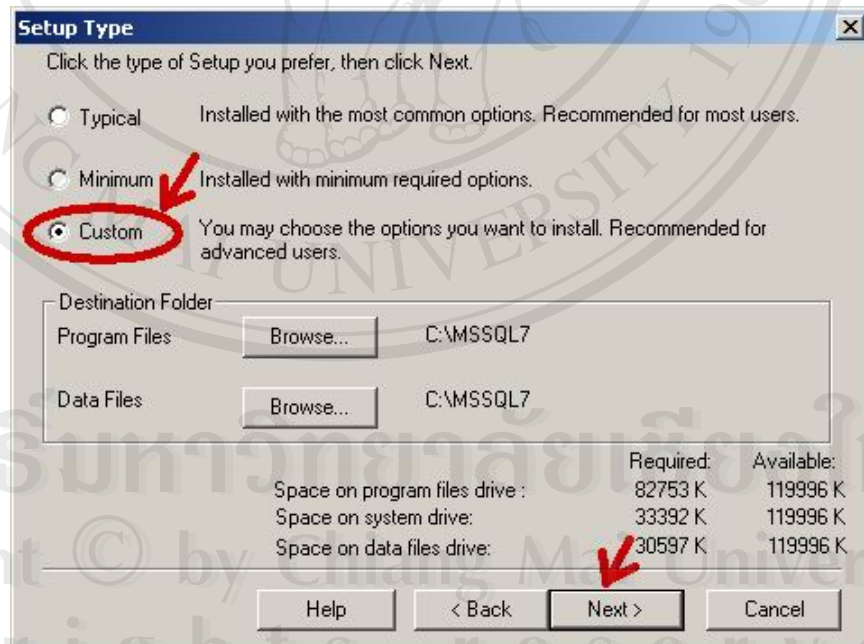 Setup Type
Click the type of Setup you prefer, then click Next.
Typical Installed with the most common options. Recommended for most users.
Minimum Installed with minimum required options.
Custom You may choose the options you want to install. Recommended for
advanced users.
Destination Folder
Program Files Browse... C:\MSSQL7
Data Files Browse... C:\MSSQL7
Required: Available:
Space on program files drive : 82753 K 119996 K
Space on system drive: 33392 K 119996 K
Space on data files drive: 30597 K 119996 K
Help < Back Next > Cancel
© by Chiang Mai Univer